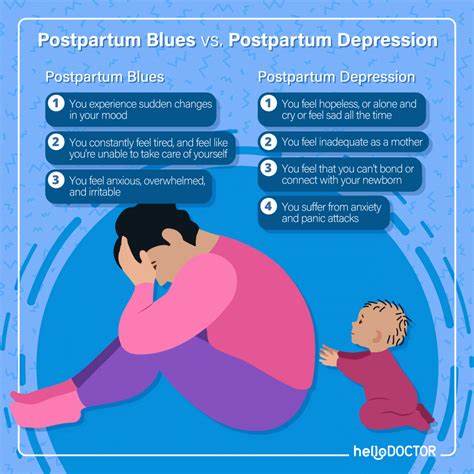 Postpartum Blues vs. Postpartum Depression
Postpartum Blues
1 You experience sudden changes
in your mood
2 You constantly feel tired, and feel like
you're unable to take care of yourself
3 You feel anxious, overwhelmed,
and irritable
Postpartum Depression
1 You feel hopeless, or alone and
cry or feel sad all the time
2 You feel inadequate as a mother
3 You feel that you can't bond or
connect with your newborn
4 You suffer from anxiety
and panic attacks
helloDOCTOR